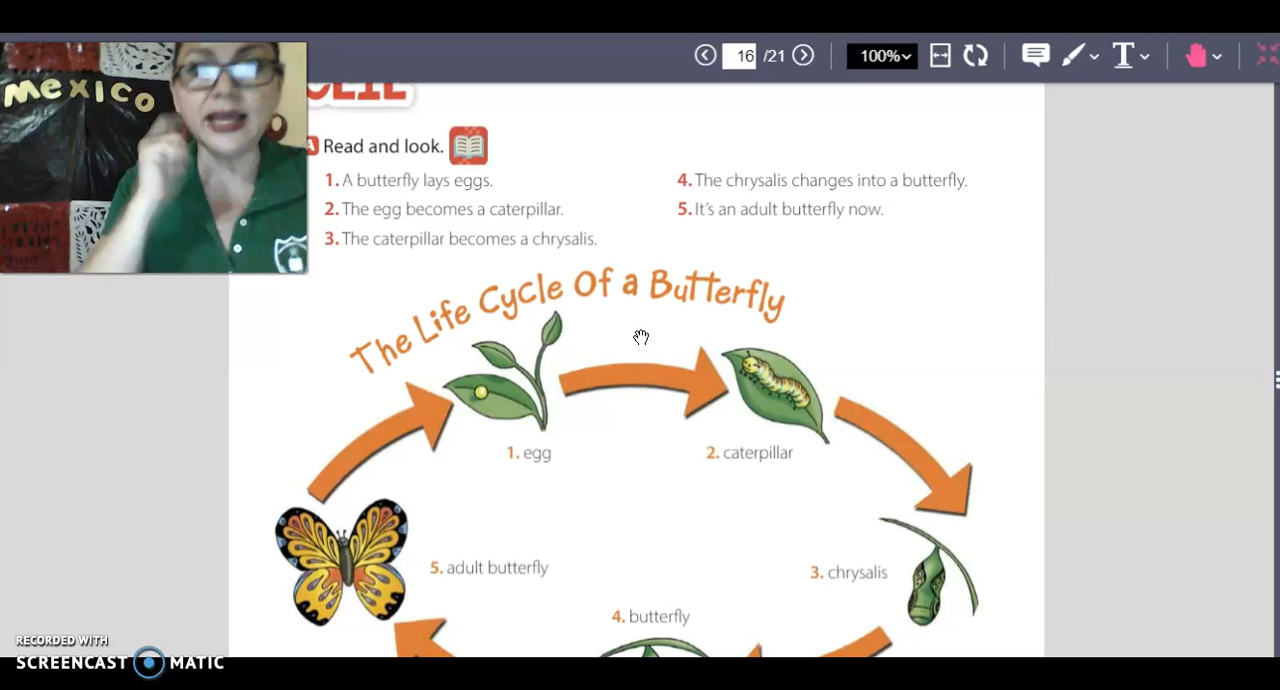 MEXICO
16 /21
100%
T
CLIL
A Read and look.
1. A butterfly lays eggs.
2. The egg becomes a caterpillar.
3. The caterpillar becomes a chrysalis.
4. The chrysalis changes into a butterfly.
5. It's an adult butterfly now.
The Life Cycle Of a Butterfly
1. egg
2. caterpillar
3. chrysalis
4. butterfly
5. adult butterfly
RECORDED WITH
SCREENCAST MATIC